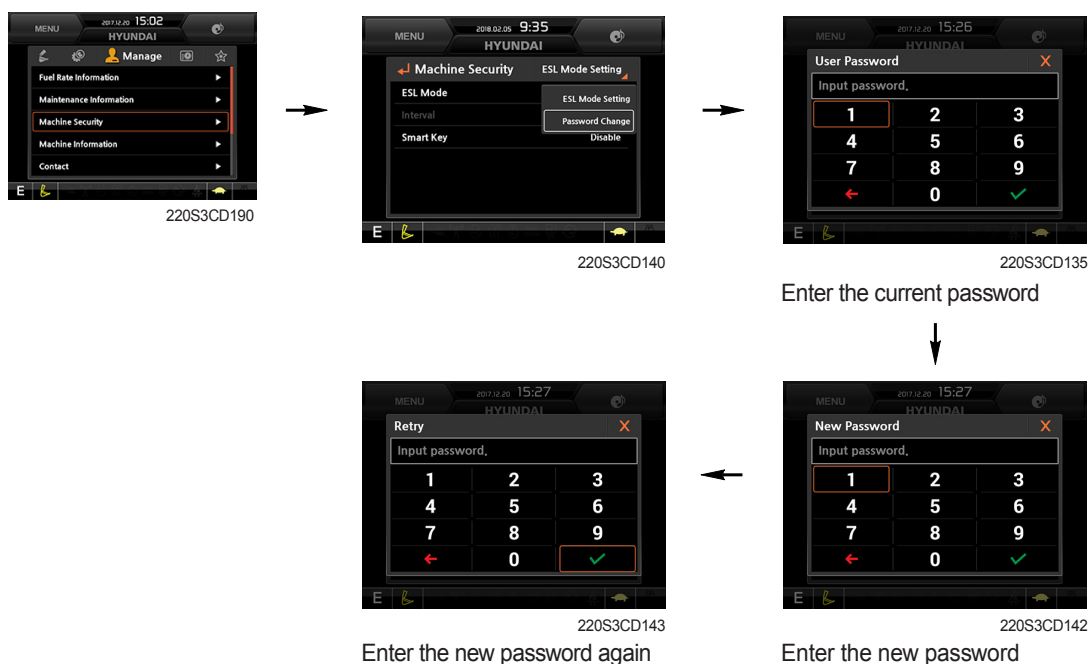 MENU
2017.12.20 15:02
HYUNDAI
Manage
Fuel Rate Information
Maintenance Information
Machine Security
Machine Information
Contact
E
220S3CD190
MENU
2018.02.05 9:35
HYUNDAI
Machine Security
ESL Mode Setting
ESL Mode
ESL Mode Setting
Interval
Password Change
Smart Key
Disable
E
220S3CD140
MENU
2017.12.20 15:26
HYUNDAI
User Password X
Input password.
1 2 3
4 5 6
7 8 9
0
E
220S3CD135
Enter the current password
MENU
2017.12.20 15:27
HYUNDAI
New Password X
Input password.
1 2 3
4 5 6
7 8 9
0
E
220S3CD142
Enter the new password
MENU
2017.12.20 15:27
HYUNDAI
Retry X
Input password.
1 2 3
4 5 6
7 8 9
0
E
220S3CD143
Enter the new password again